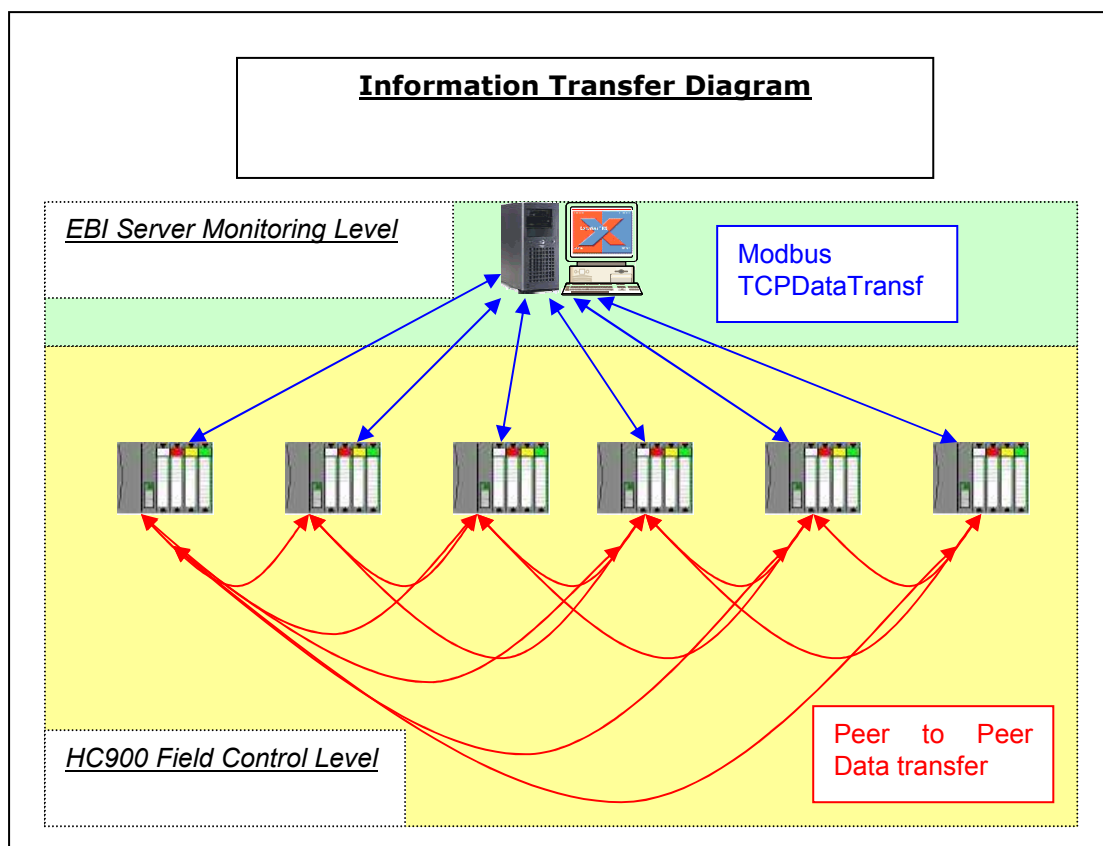 Information Transfer Diagram
EBI Server Monitoring Level
Modbus
TCPDataTransf
HC900 Field Control Level
Peer to Peer
Data transfer